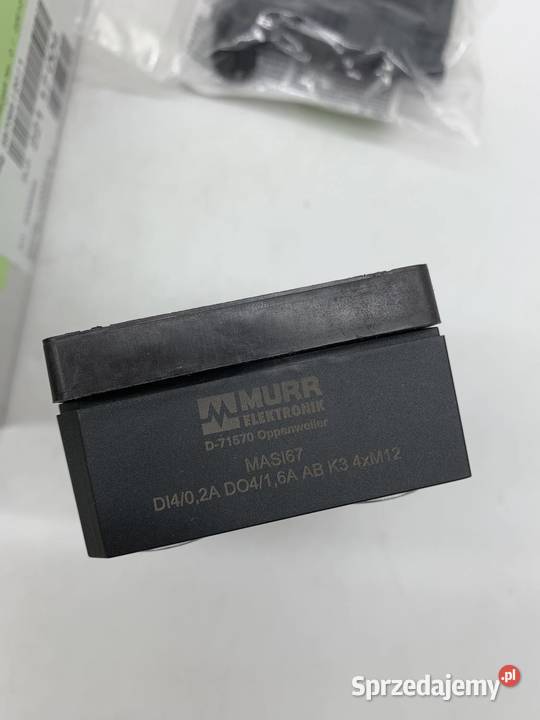 MURR
ELEKTRONIK
D-71570 Oppenweiler
MASI67
DI4/0,2A DO4/1,6A AB K3 4xM12
Sprzedajemy.pl